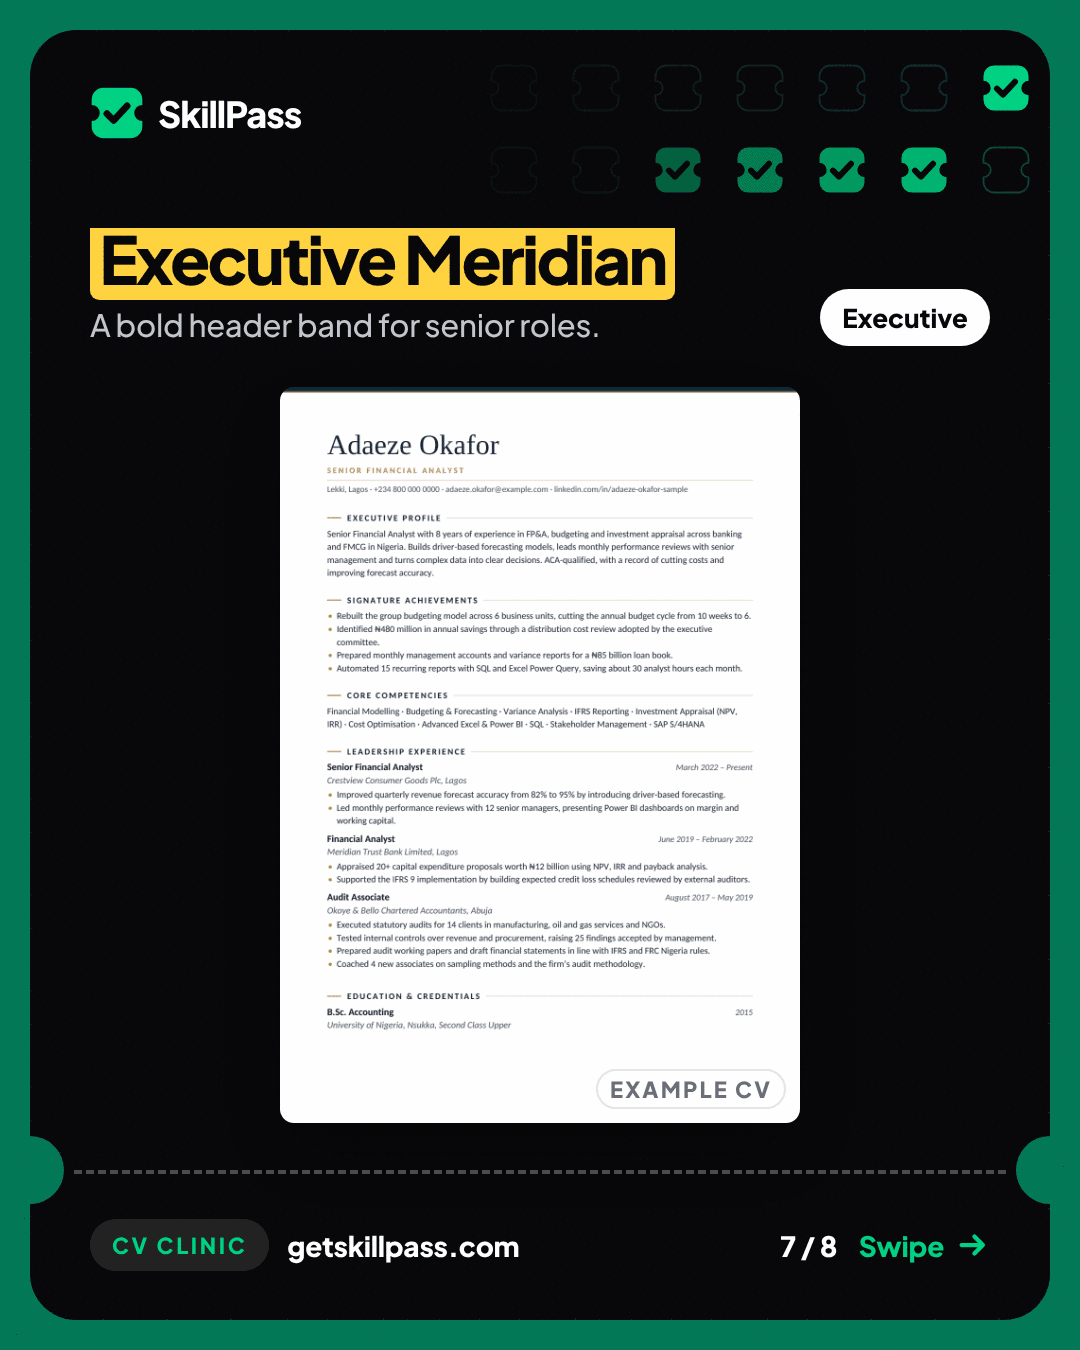 SkillPass
Executive Meridian
A bold header band for senior roles.
Executive
Adaeze Okafor
SENIOR FINANCIAL ANALYST
Lekki, Lagos · +234 800 000 0000 · adaeze.okafor@example.com · linkedin.com/in/adaeze-okafor-sample
EXECUTIVE PROFILE
Senior Financial Analyst with 8 years of experience in FP&A, budgeting and investment appraisal across banking
and FMCG in Nigeria. Builds driver-based forecasting models, leads monthly performance reviews with senior
management and turns complex data into clear decisions. ACA-qualified, with a record of cutting costs and
improving forecast accuracy.
SIGNATURE ACHIEVEMENTS
• Rebuilt the group budgeting model across 6 business units, cutting the annual budget cycle from 10 weeks to 6.
• Identified ₦480 million in annual savings through a distribution cost review adopted by the executive
committee.
• Prepared monthly management accounts and variance reports for a ₦85 billion loan book.
• Automated 15 recurring reports with SQL and Excel Power Query, saving about 30 analyst hours each month.
CORE COMPETENCIES
Financial Modelling · Budgeting & Forecasting · Variance Analysis · IFRS Reporting · Investment Appraisal (NPV,
IRR) · Cost Optimisation · Advanced Excel & Power BI · SQL · Stakeholder Management · SAP S/4HANA
LEADERSHIP EXPERIENCE
Senior Financial Analyst March 2022 – Present
Crestview Consumer Goods Plc, Lagos
• Improved quarterly revenue forecast accuracy from 82% to 95% by introducing driver-based forecasting.
• Led monthly performance reviews with 12 senior managers, presenting Power BI dashboards on margin and
working capital.
Financial Analyst June 2019 – February 2022
Meridian Trust Bank Limited, Lagos
• Appraised 20+ capital expenditure proposals worth ₦12 billion using NPV, IRR and payback analysis.
• Supported the IFRS 9 implementation by building expected credit loss schedules reviewed by external auditors.
Audit Associate August 2017 – May 2019
Okoye & Bello Chartered Accountants, Abuja
• Executed statutory audits for 14 clients in manufacturing, oil and gas services and NGOs.
• Tested internal controls over revenue and procurement, raising 25 findings accepted by management.
• Prepared audit working papers and draft financial statements in line with IFRS and FRC Nigeria rules.
• Coached 4 new associates on sampling methods and the firm's audit methodology.
EDUCATION & CREDENTIALS
B.Sc. Accounting 2015
University of Nigeria, Nsukka, Second Class Upper
EXAMPLE CV
CV CLINIC getskillpass.com 7 / 8 Swipe →